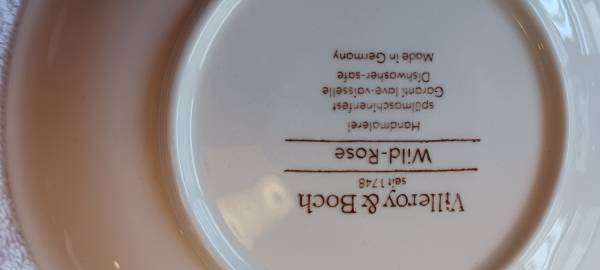 Villeroy & Boch
seit 1748
Wild-Rose
Handmalerei
spülmaschinenfest
Garanti lave-vaisselle
Dishwasher-safe
Made in Germany